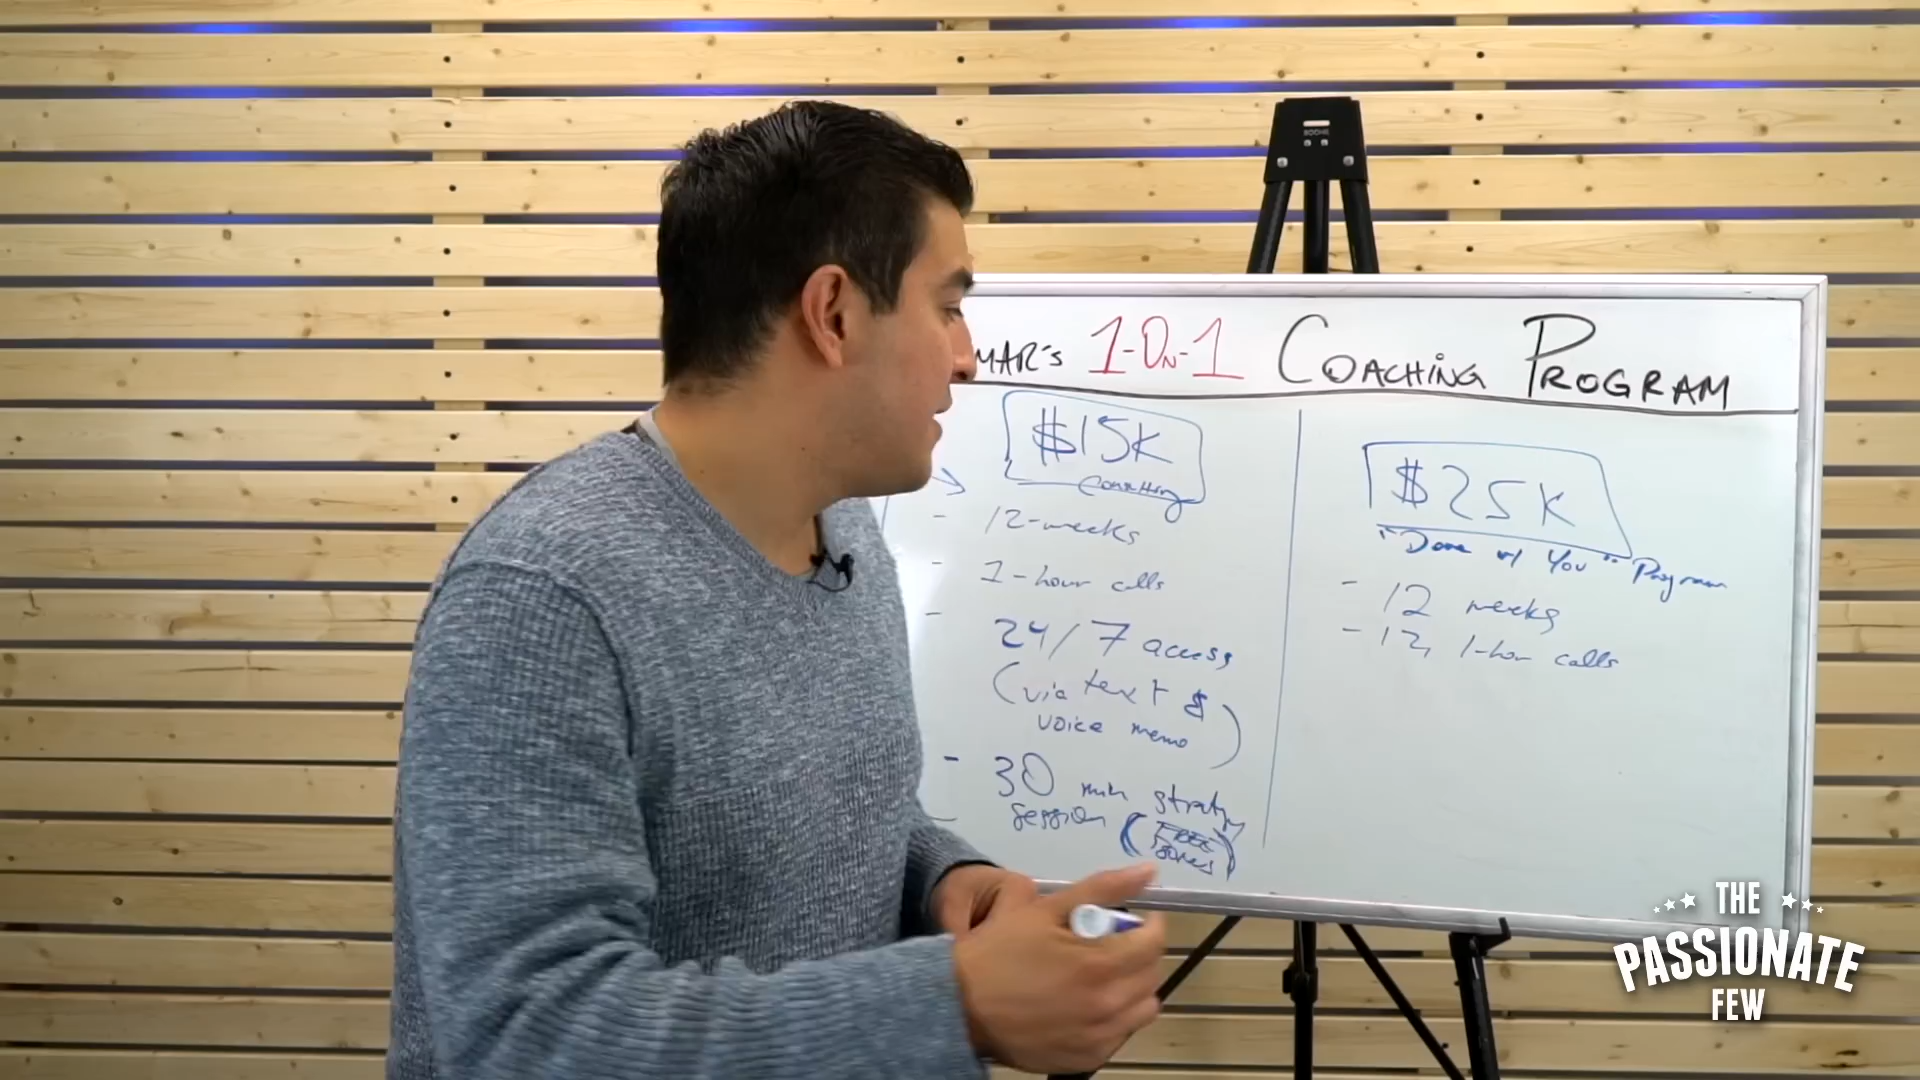 MAR'S 1-ON-1 COACHING PROGRAM
$15K
Coaching
- 12-weeks
- 1-hour calls
- 24/7 access
(via text &
voice memo)
- 30 min strategy
session (FREE
$25K
"Done w/ You" Program
- 12 weeks
- 12, 1-hour calls
THE
PASSIONATE
FEW